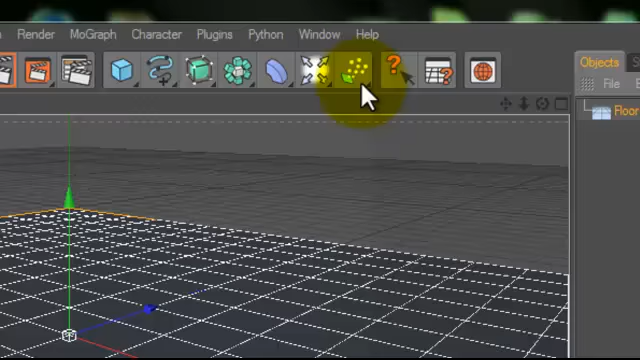 Render MoGraph Character Plugins Python Window Help
Objects
File
Floor